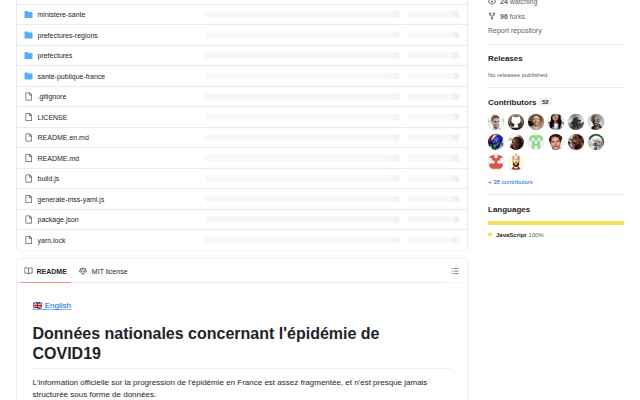 ministere-sante
24 watching
prefectures-regions
96 forks
Report repository
prefectures
Releases
sante-publique-france
No releases published
.gitignore
Contributors 52
LICENSE
README.en.md
README.md
build.js
+ 38 contributors
generate-mss-yaml.js
Languages
package.json
JavaScript 100%
yarn.lock
README
MIT license
English
Données nationales concernant l'épidémie de
COVID19
L'information officielle sur la progression de l'épidémie en France est assez fragmentée, et n'est presque jamais
structurée sous forme de données.